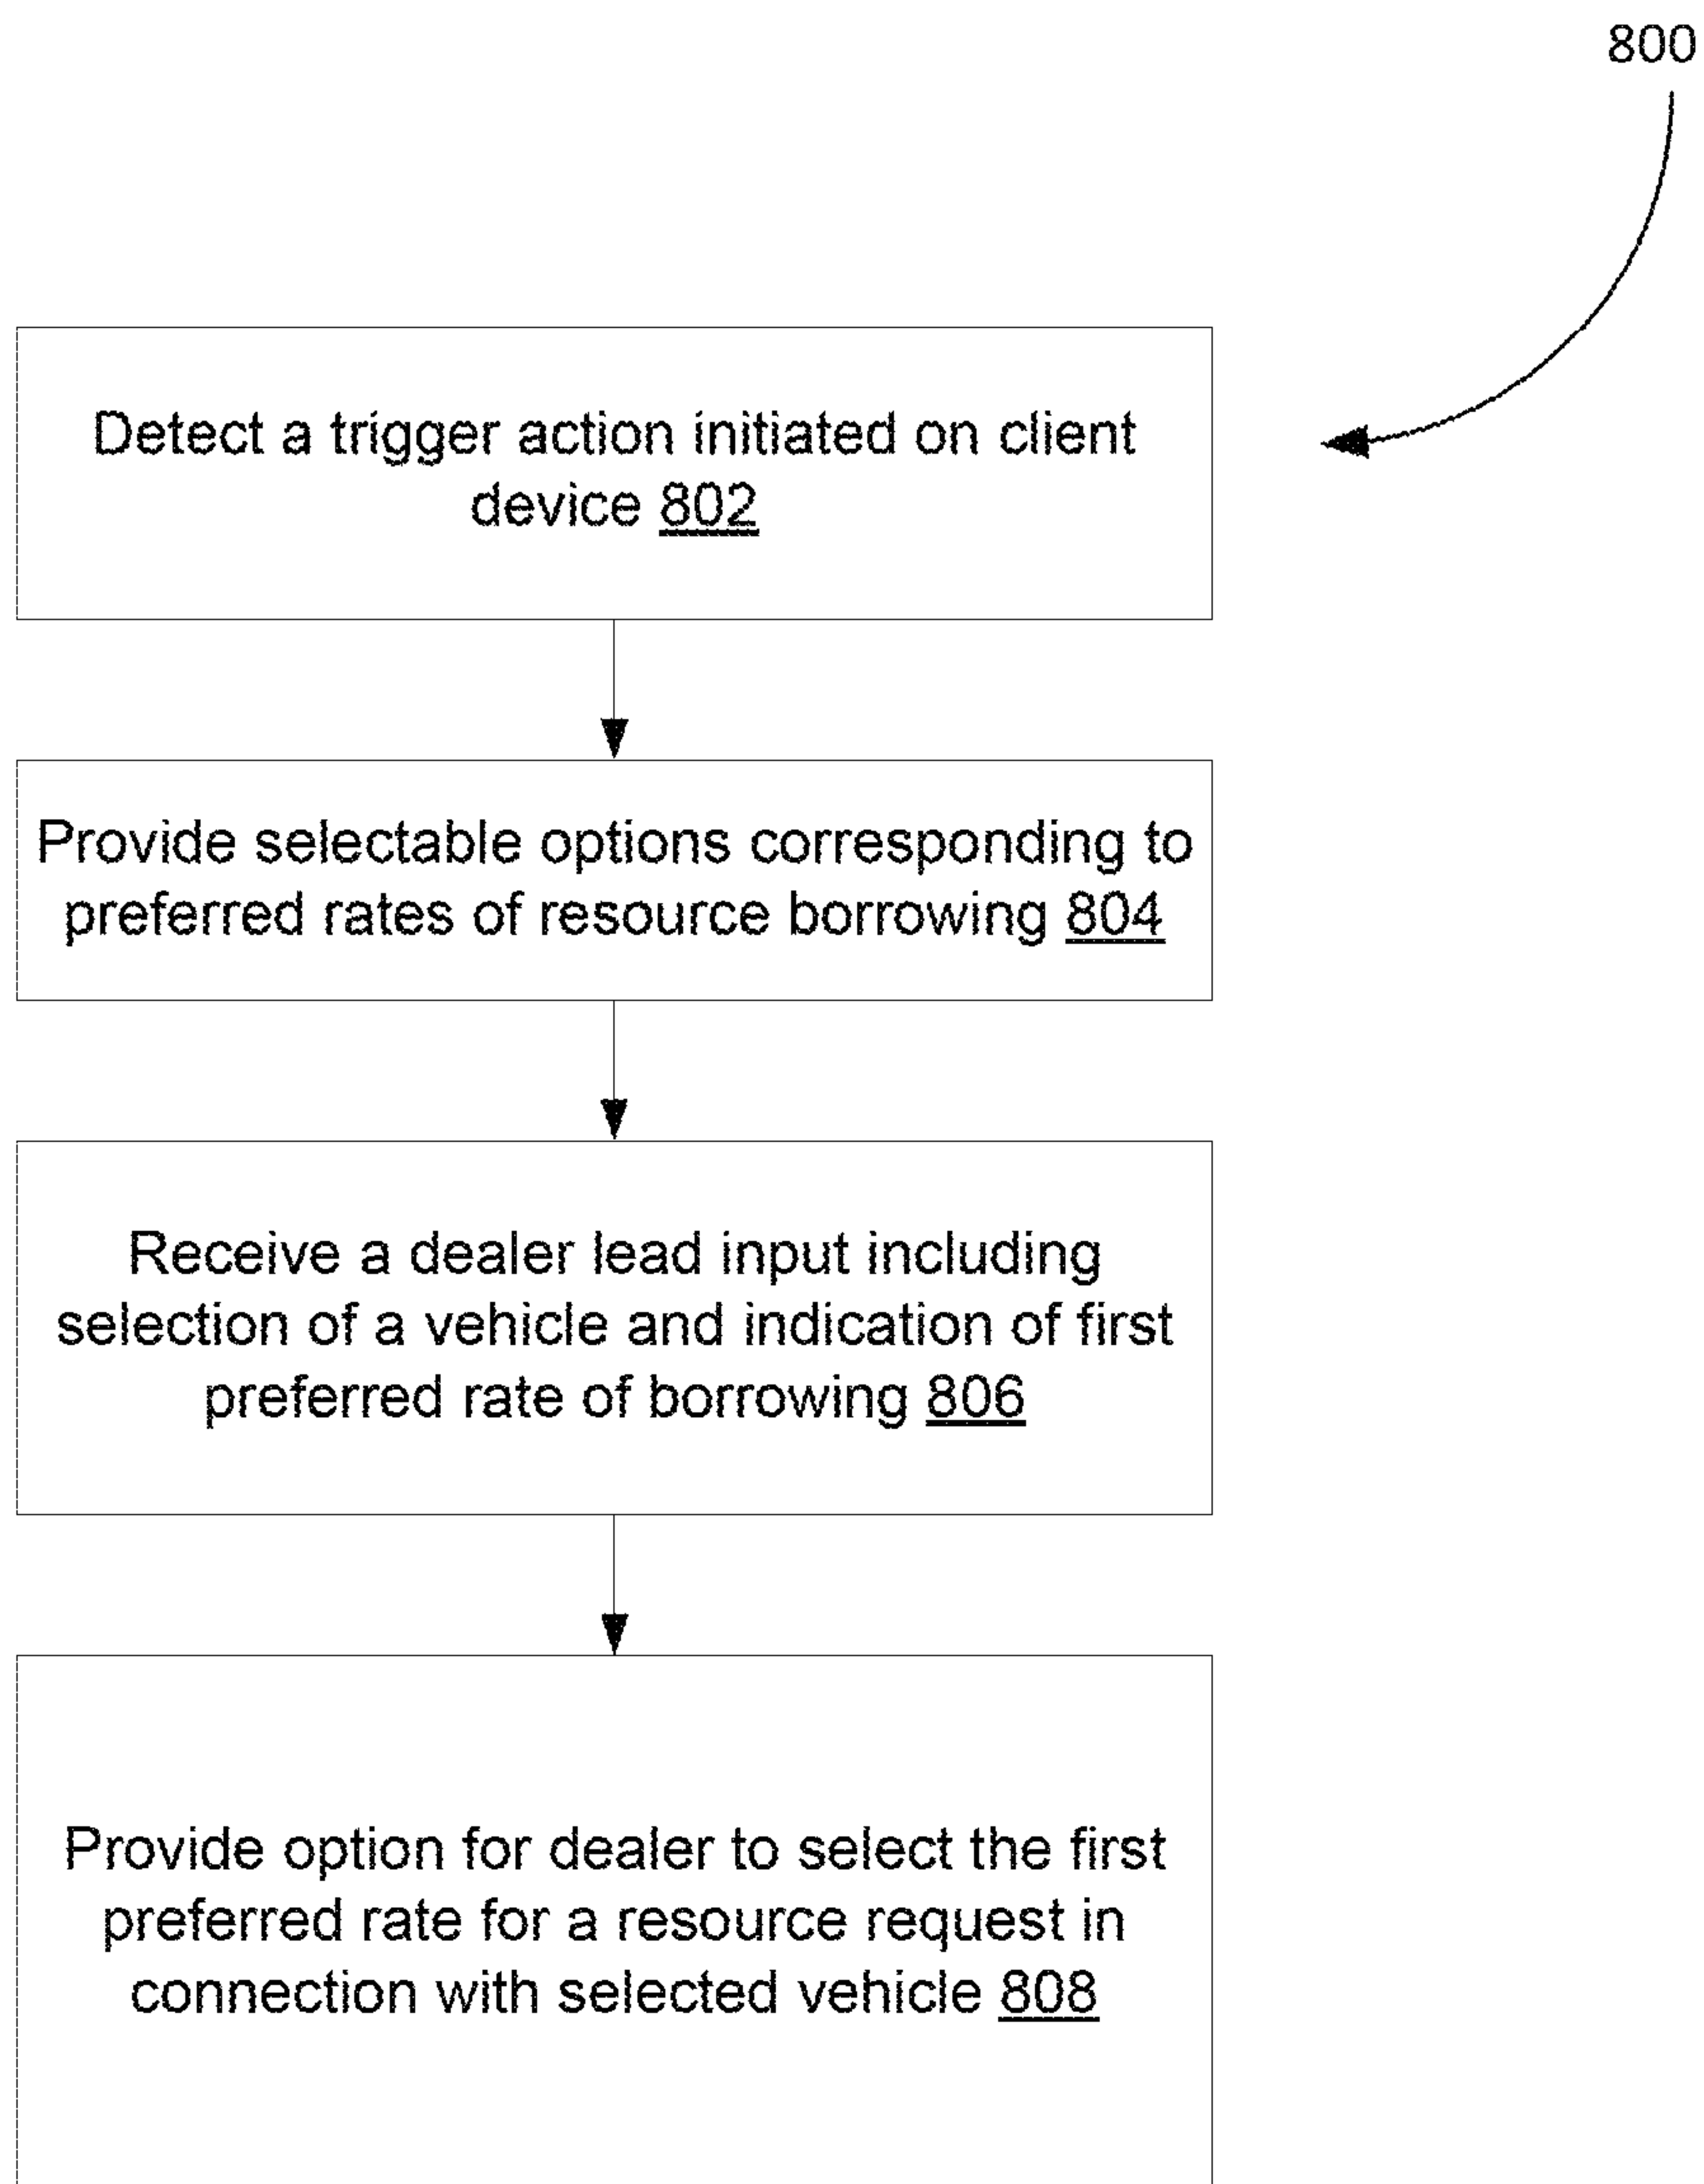 800
Detect a trigger action initiated on client
device 802
Provide selectable options corresponding to
preferred rates of resource borrowing 804
Receive a dealer lead input including
selection of a vehicle and indication of first
preferred rate of borrowing 806
Provide option for dealer to select the first
preferred rate for a resource request in
connection with selected vehicle 808